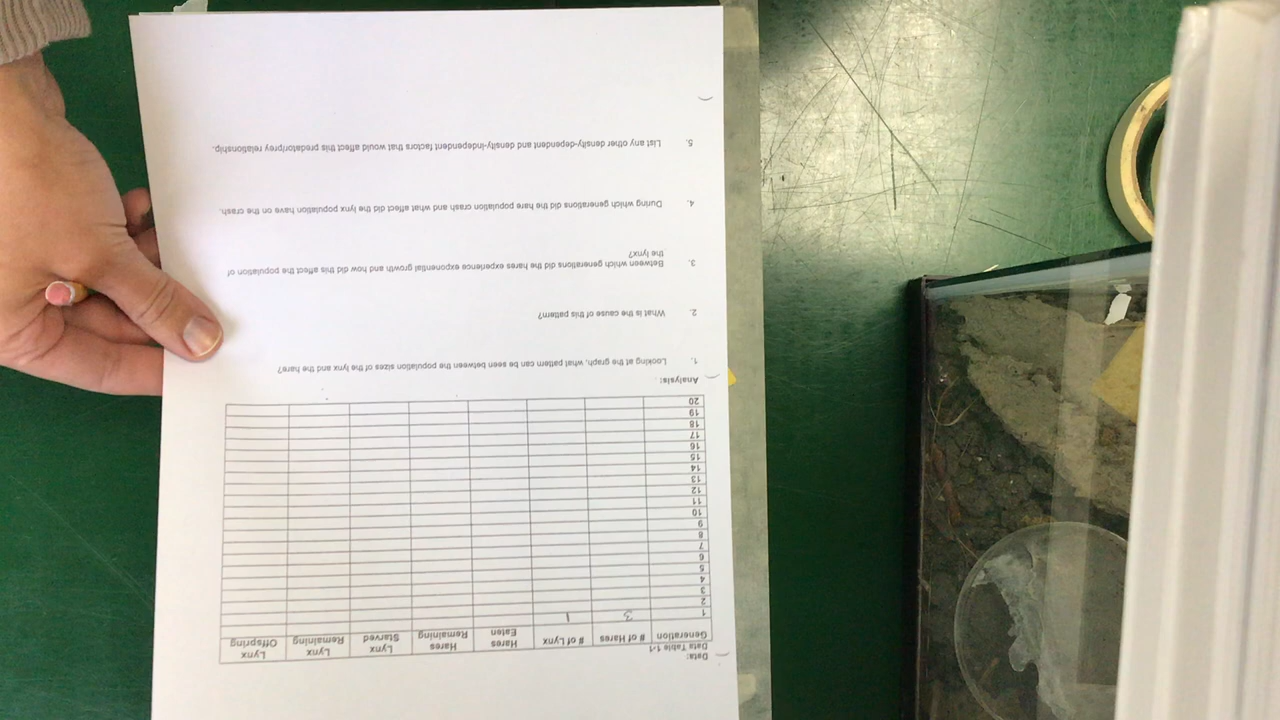 Data:
Data Table 1-1
Generation # of Hares # of Lynx Hares Eaten Hares Remaining Lynx Starved Lynx Remaining Lynx Offspring
1 3 1
2
3
4
5
6
7
8
9
10
11
12
13
14
15
16
17
18
19
20
Analysis:
1. Looking at the graph, what pattern can be seen between the population sizes of the lynx and the hare?
2. What is the cause of this pattern?
3. Between which generations did the hares experience exponential growth and how did this affect the population of
the lynx?
4. During which generations did the hare population crash and what affect did the lynx population have on the crash.
5. List any other density-dependent and density-independent factors that would affect this predator/prey relationship.